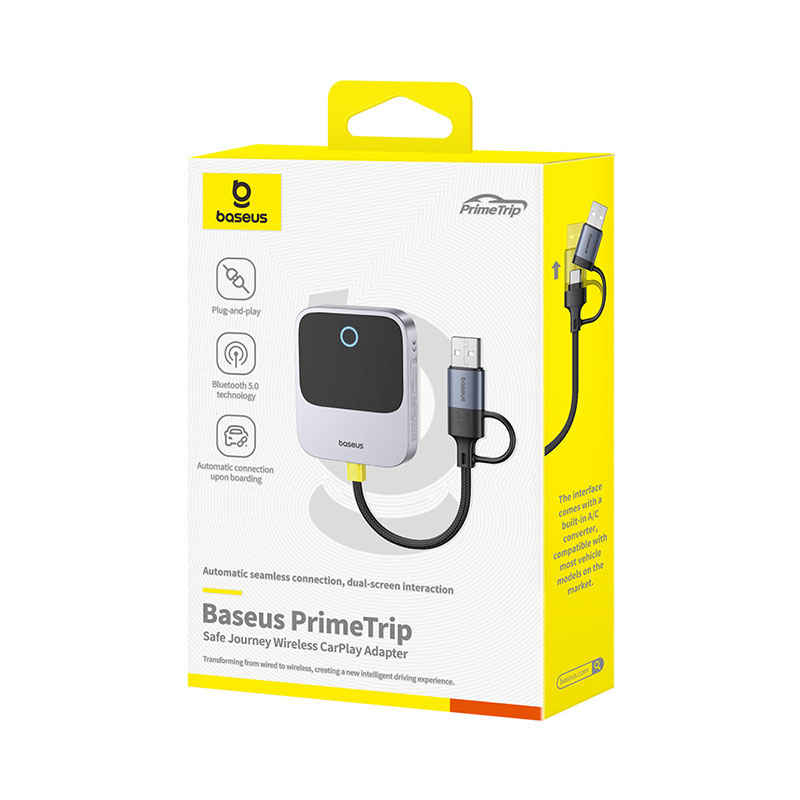 baseus
PrimeTrip
Plug-and-play
Bluetooth 5.0
technology
Automatic connection
upon boarding
baseus
baseus
Automatic seamless connection, dual-screen interaction
Baseus PrimeTrip
Safe Journey Wireless CarPlay Adapter
Transforming from wired to wireless, creating a new intelligent driving experience.
The interface
comes with a
built-in A/C
converter,
compatible with
most vehicle
models on the
market.
baseus.com